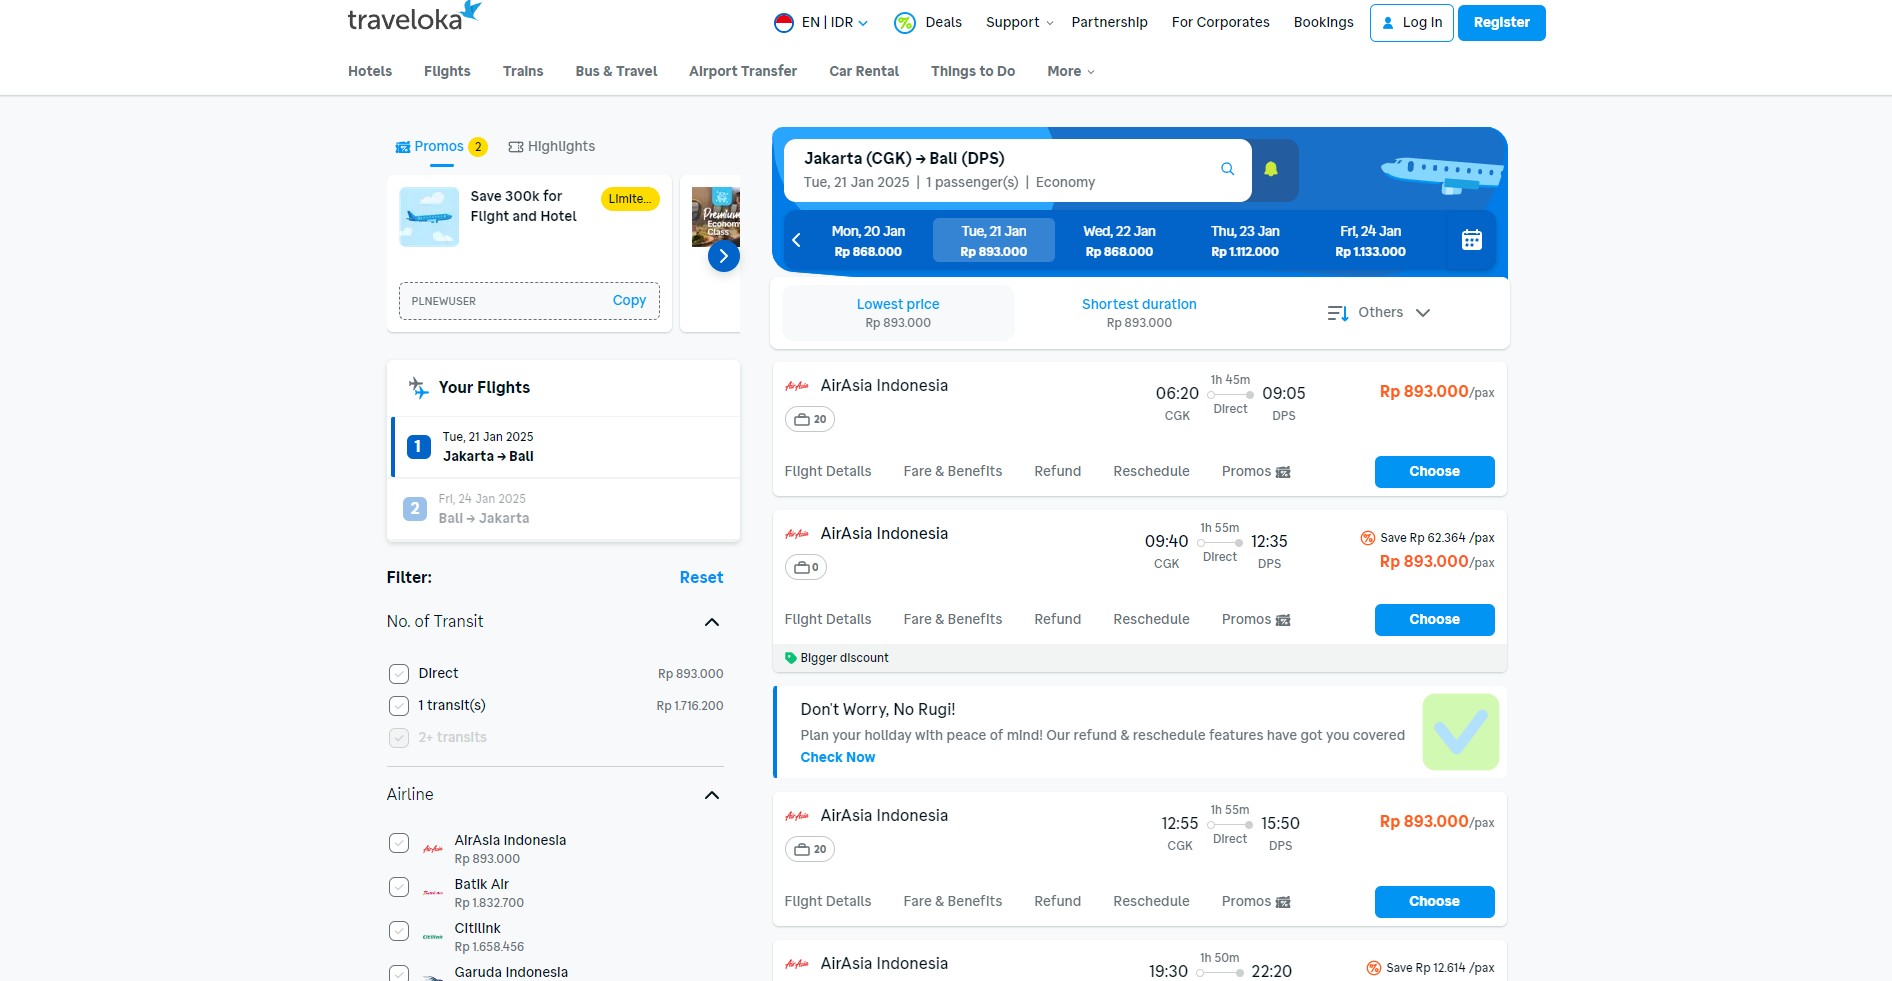 traveloka
EN | IDR
Deals
Support
Partnership
For Corporates
Bookings
Log In
Register
Hotels
Flights
Trains
Bus & Travel
Airport Transfer
Car Rental
Things to Do
More
Promos 2
Highlights
Save 300k for
Flight and Hotel
Limite...
Premium
Economy
Class
PLNEWUSER
Copy
Your Flights
1
Tue, 21 Jan 2025
Jakarta → Bali
2
Fri, 24 Jan 2025
Bali → Jakarta
Filter:
Reset
No. of Transit
Direct
Rp 893.000
1 transit(s)
Rp 1.716.200
2+ transits
Airline
AirAsia
AirAsia Indonesia
Rp 893.000
Batik Air
Rp 1.832.700
Citilink
Citilink
Rp 1.658.456
Garuda Indonesia
Jakarta (CGK) → Bali (DPS)
Tue, 21 Jan 2025 | 1 passenger(s) | Economy
Mon, 20 Jan
Rp 868.000
Tue, 21 Jan
Rp 893.000
Wed, 22 Jan
Rp 868.000
Thu, 23 Jan
Rp 1.112.000
Fri, 24 Jan
Rp 1.133.000
Lowest price
Rp 893.000
Shortest duration
Rp 893.000
Others
AirAsia
AirAsia Indonesia
20
06:20
CGK
1h 45m
Direct
09:05
DPS
Rp 893.000/pax
Flight Details
Fare & Benefits
Refund
Reschedule
Promos
Choose
AirAsia
AirAsia Indonesia
0
09:40
CGK
1h 55m
Direct
12:35
DPS
Save Rp 62.364 /pax
Rp 893.000/pax
Flight Details
Fare & Benefits
Refund
Reschedule
Promos
Choose
Bigger discount
Don't Worry, No Rugi!
Plan your holiday with peace of mind! Our refund & reschedule features have got you covered
Check Now
AirAsia
AirAsia Indonesia
20
12:55
CGK
1h 55m
Direct
15:50
DPS
Rp 893.000/pax
Flight Details
Fare & Benefits
Refund
Reschedule
Promos
Choose
AirAsia
AirAsia Indonesia
19:30
1h 50m
22:20
Save Rp 12.614 /pax